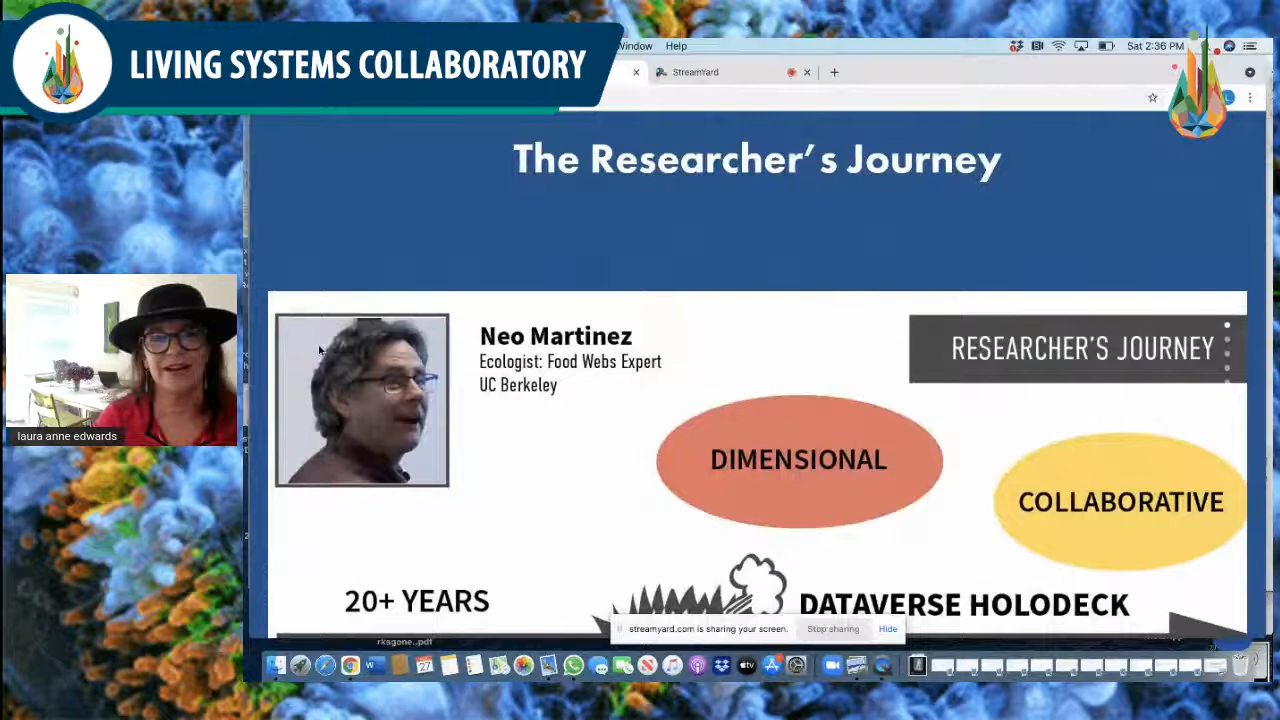 LIVING SYSTEMS COLLABORATORY
Window Help
Sat 2:36 PM
StreamYard
The Researcher's Journey
Neo Martinez
Ecologist: Food Webs Expert
UC Berkeley
RESEARCHER'S JOURNEY
DIMENSIONAL
COLLABORATIVE
laura anne edwards
20+ YEARS
DATAVERSE HOLODECK
streamyard.com is sharing your screen.
Stop sharing
Hide
rksgone..pdf